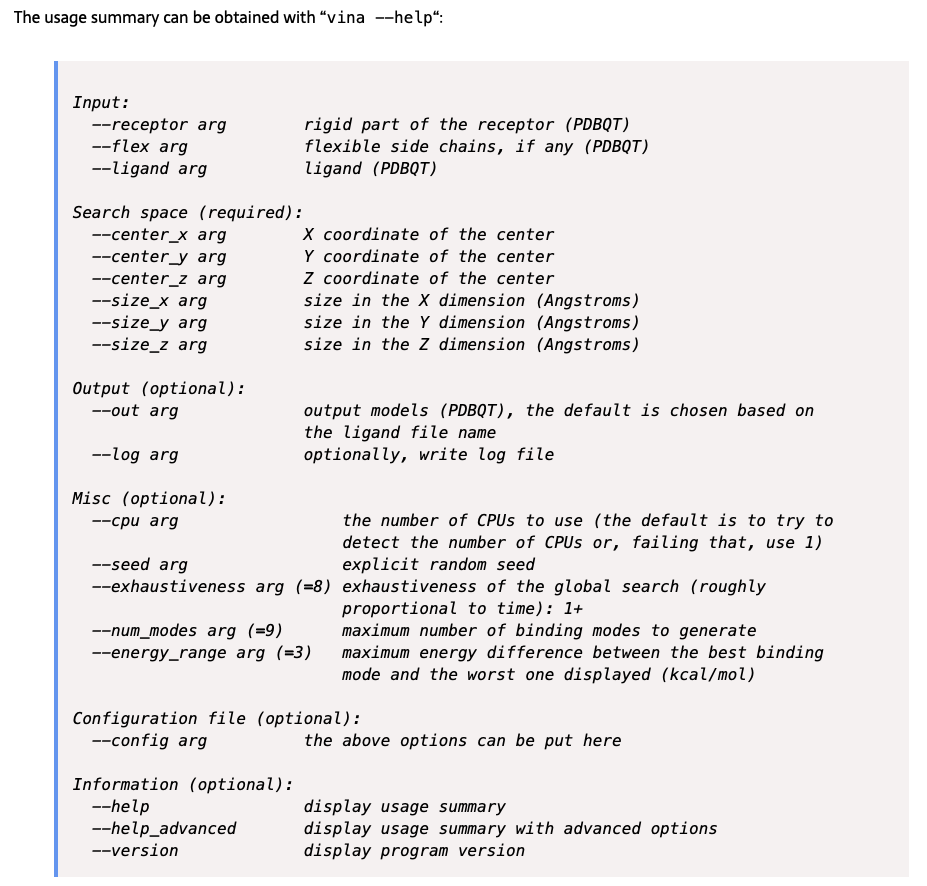 The usage summary can be obtained with “vina --help“:
Input:
--receptor arg rigid part of the receptor (PDBQT)
--flex arg flexible side chains, if any (PDBQT)
--ligand arg ligand (PDBQT)
Search space (required):
--center_x arg X coordinate of the center
--center_y arg Y coordinate of the center
--center_z arg Z coordinate of the center
--size_x arg size in the X dimension (Angstroms)
--size_y arg size in the Y dimension (Angstroms)
--size_z arg size in the Z dimension (Angstroms)
Output (optional):
--out arg output models (PDBQT), the default is chosen based on
the ligand file name
--log arg optionally, write log file
Misc (optional):
--cpu arg the number of CPUs to use (the default is to try to
detect the number of CPUs or, failing that, use 1)
--seed arg explicit random seed
--exhaustiveness arg (=8) exhaustiveness of the global search (roughly
proportional to time): 1+
--num_modes arg (=9) maximum number of binding modes to generate
--energy_range arg (=3) maximum energy difference between the best binding
mode and the worst one displayed (kcal/mol)
Configuration file (optional):
--config arg the above options can be put here
Information (optional):
--help display usage summary
--help_advanced display usage summary with advanced options
--version display program version